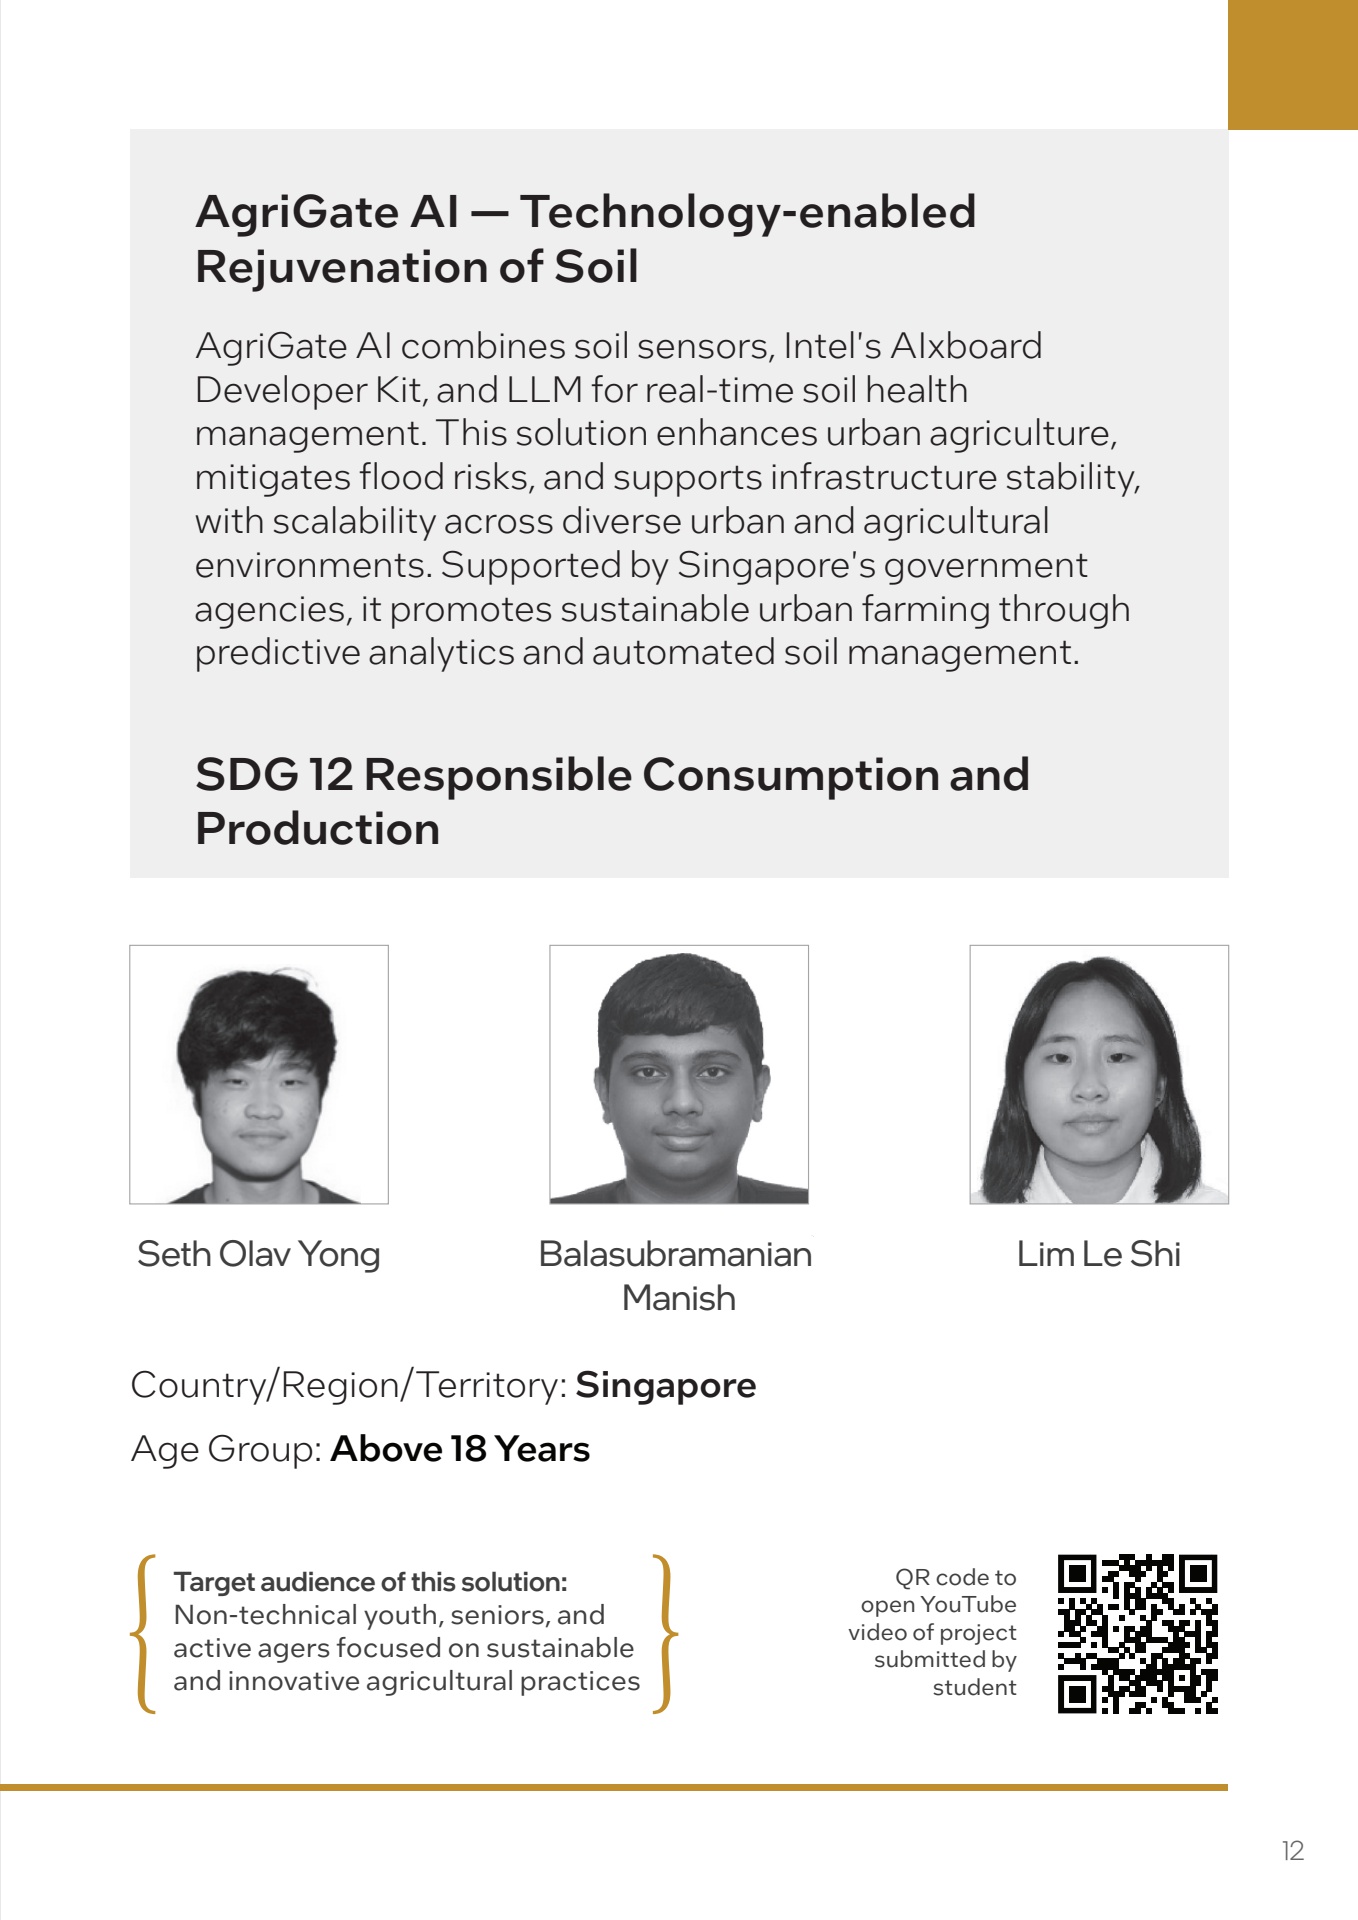 AgriGate AI — Technology-enabled
Rejuvenation of Soil
AgriGate AI combines soil sensors, Intel's AIxboard
Developer Kit, and LLM for real-time soil health
management. This solution enhances urban agriculture,
mitigates flood risks, and supports infrastructure stability,
with scalability across diverse urban and agricultural
environments. Supported by Singapore's government
agencies, it promotes sustainable urban farming through
predictive analytics and automated soil management.
SDG 12 Responsible Consumption and
Production
Seth Olav Yong
Balasubramanian
Manish
Lim Le Shi
Country/Region/Territory: Singapore
Age Group: Above 18 Years
Target audience of this solution:
Non-technical youth, seniors, and
active agers focused on sustainable
and innovative agricultural practices
QR code to
open YouTube
video of project
submitted by
student
12